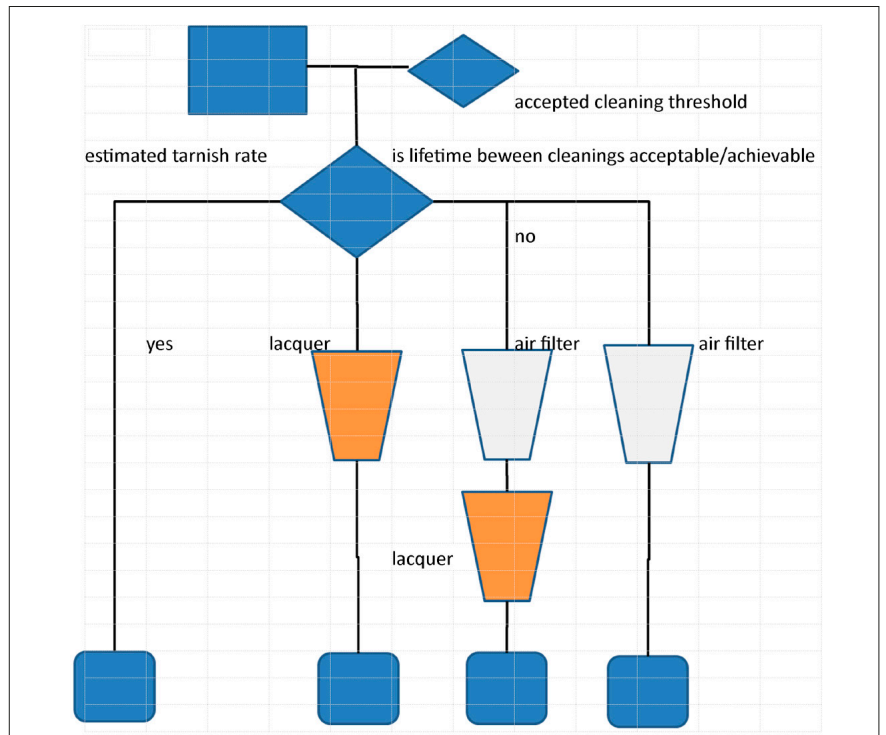 accepted cleaning threshold
estimated tarnish rate
is lifetime beween cleanings acceptable/achievable
no
yes
lacquer
air filter
air filter
lacquer